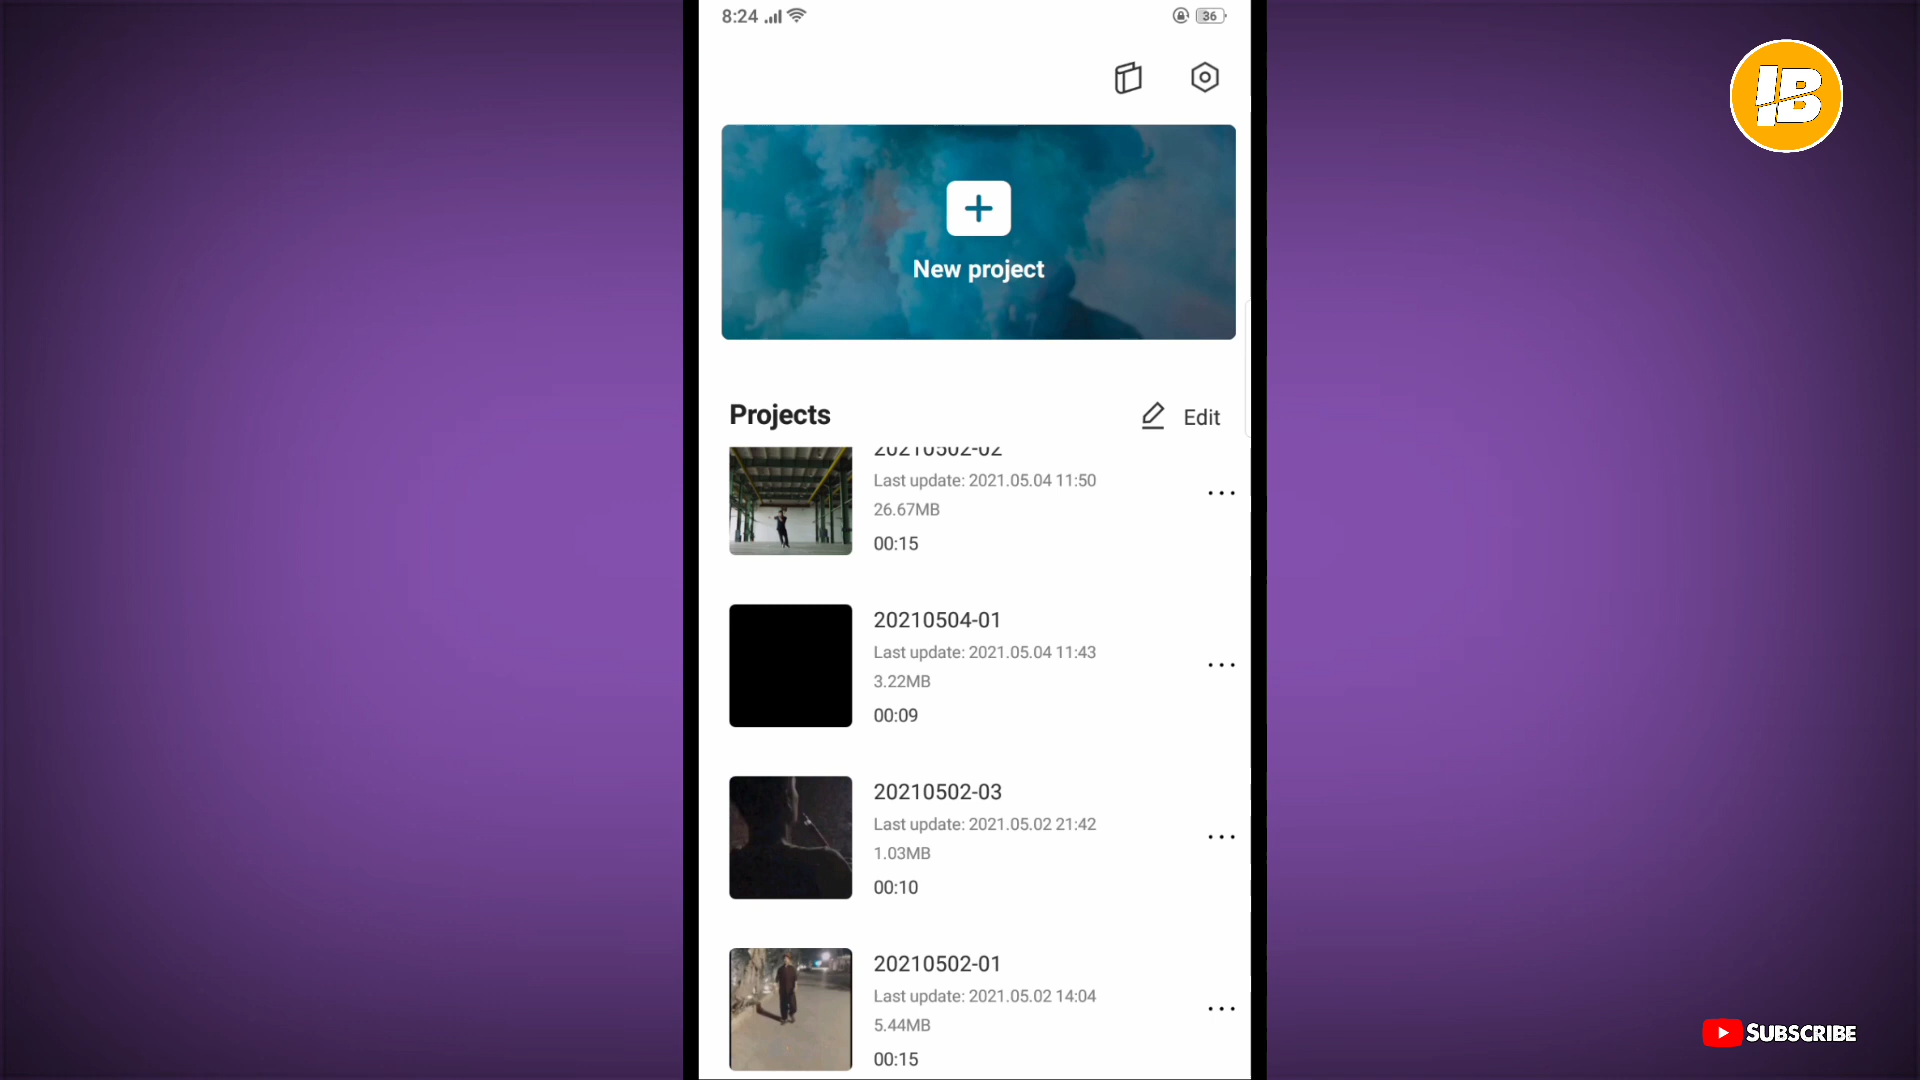 8:24
36
IB
New project
Projects
Edit
20210502-02
Last update: 2021.05.04 11:50
26.67MB
00:15
20210504-01
Last update: 2021.05.04 11:43
3.22MB
00:09
20210502-03
Last update: 2021.05.02 21:42
1.03MB
00:10
20210502-01
Last update: 2021.05.02 14:04
5.44MB
00:15
SUBSCRIBE